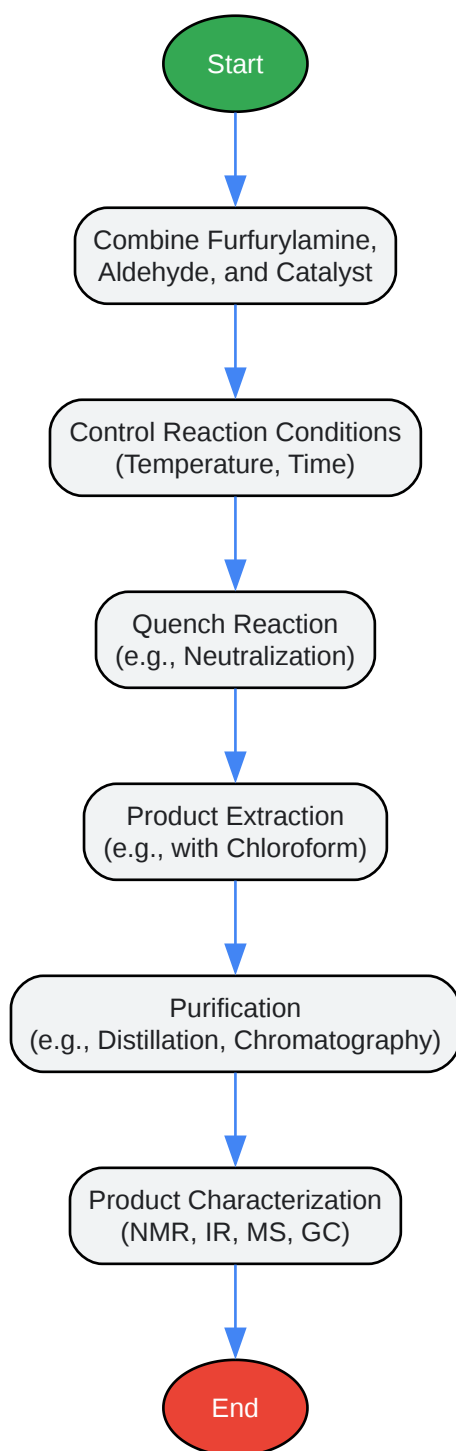 Start
Combine Furfurylamine,
Aldehyde, and Catalyst
Control Reaction Conditions
(Temperature, Time)
Quench Reaction
(e.g., Neutralization)
Product Extraction
(e.g., with Chloroform)
Purification
(e.g., Distillation, Chromatography)
Product Characterization
(NMR, IR, MS, GC)
End